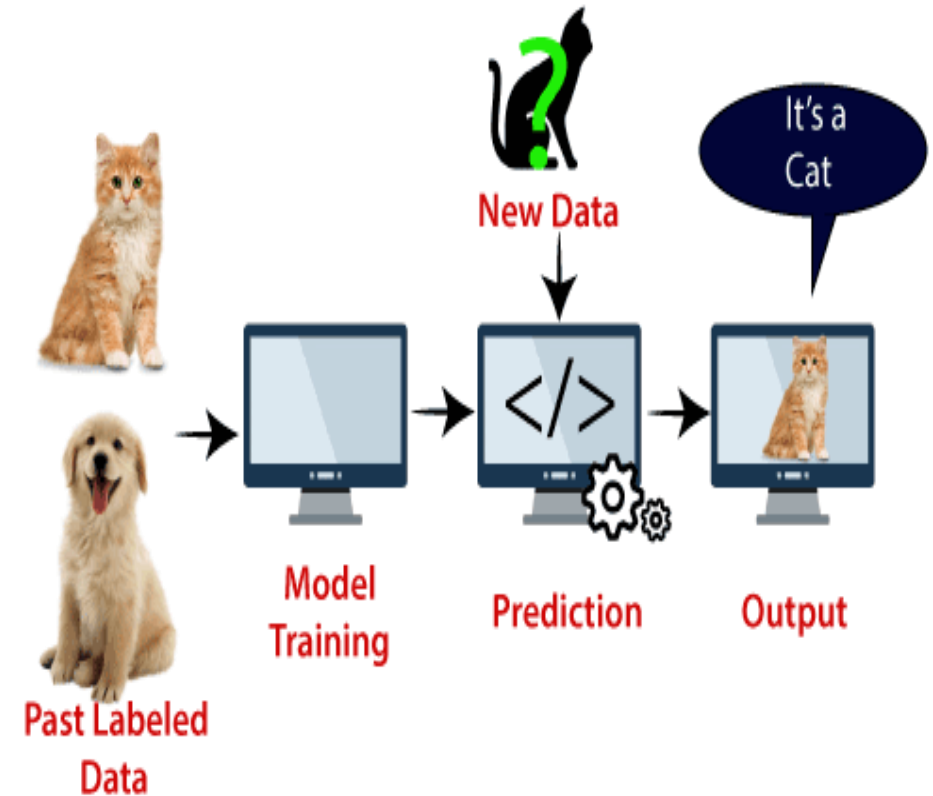 New Data
It's a
Cat
?
</>
Model
Training
Prediction
Output
Past Labeled
Data